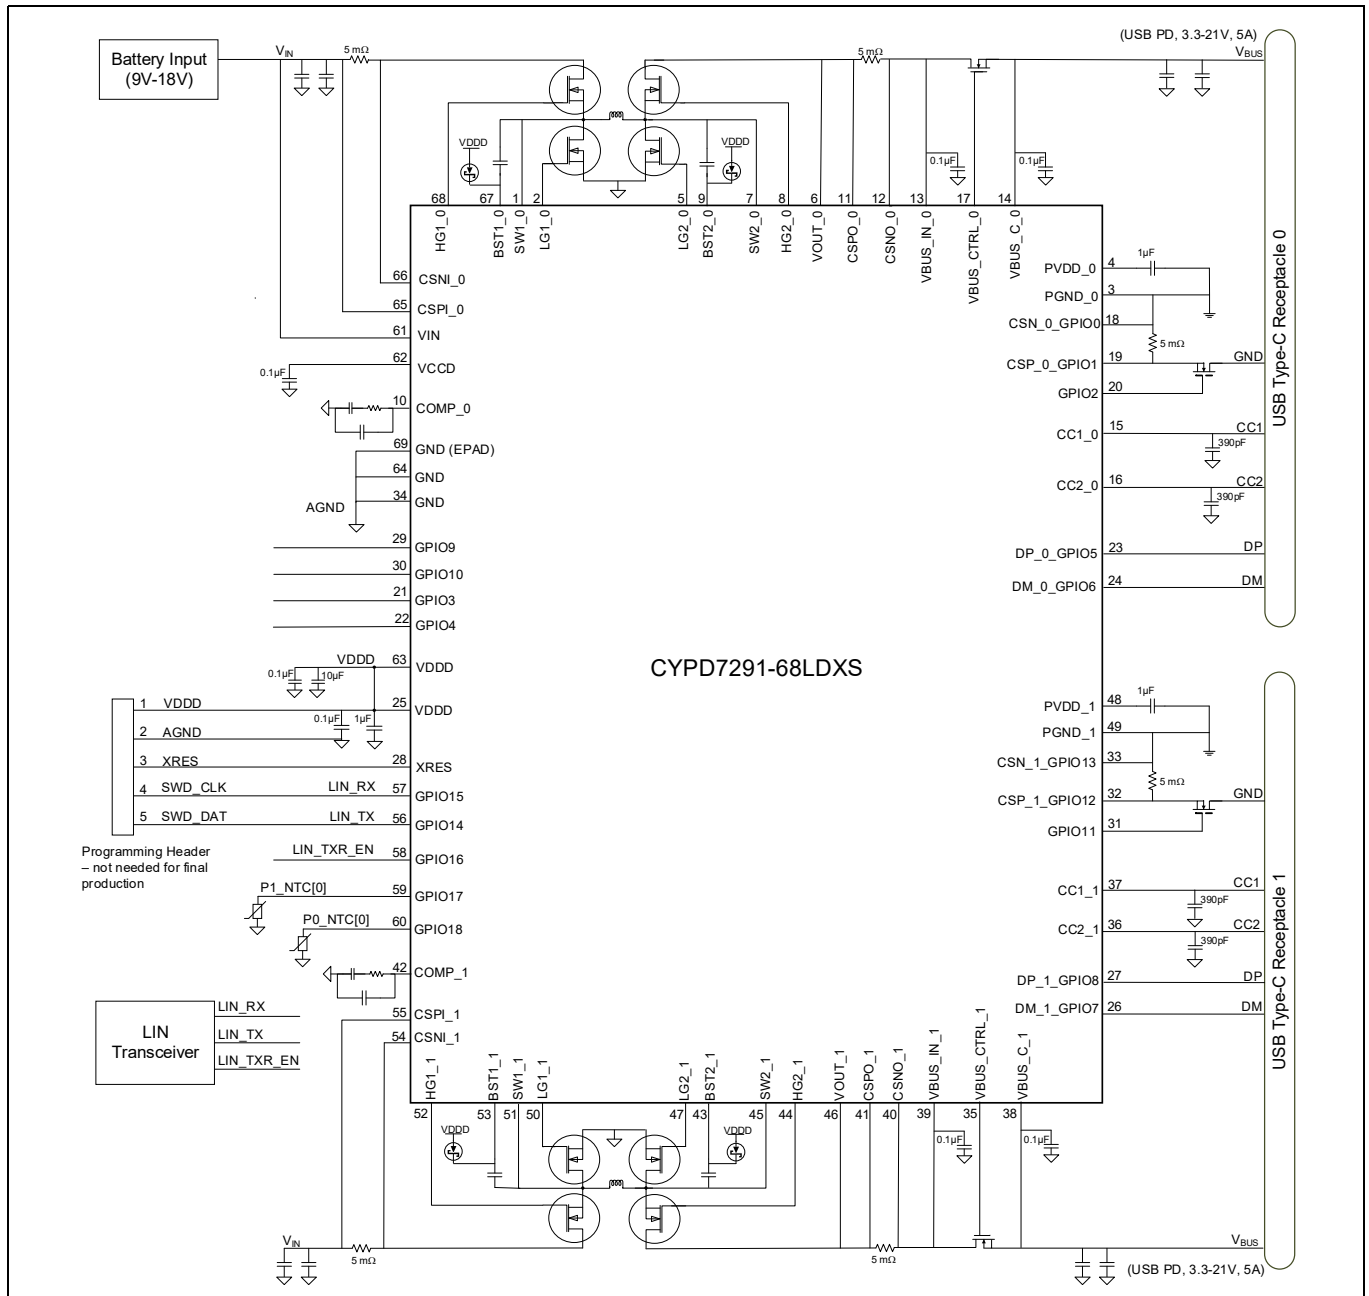 Battery Input
(9V-18V)
VIN
5 mΩ
5 mΩ
(USB PD, 3.3-21V, 5A)
VBUS
VDDD
VDDD
0.1µF
0.1µF
68
67
1
2
5
9
7
8
6
11
12
13
17
14
HG1_0
BST1_0
SW1_0
LG1_0
LG2_0
BST2_0
SW2_0
HG2_0
VOUT_0
CSPO_0
CSNO_0
VBUS_IN_0
VBUS_CTRL_0
VBUS_C_0
66 CSNI_0
65 CSPI_0
61 VIN
0.1µF
62 VCCD
10 COMP_0
69 GND (EPAD)
64 GND
34 GND
AGND
29 GPIO9
30 GPIO10
21 GPIO3
22 GPIO4
VDDD 63 VDDD
0.1µF
10µF
1 VDDD
25 VDDD
0.1µF
1µF
2 AGND
3 XRES
28 XRES
4 SWD_CLK LIN_RX 57 GPIO15
5 SWD_DAT LIN_TX 56 GPIO14
Programming Header
– not needed for final
production
LIN_TXR_EN 58 GPIO16
P1_NTC[0] 59 GPIO17
P0_NTC[0] 60 GPIO18
42 COMP_1
55 CSPI_1
54 CSNI_1
LIN
Transceiver
LIN_RX
LIN_TX
LIN_TXR_EN
CYPD7291-68LDXS
PVDD_0 4
1µF
PGND_0 3
CSN_0_GPIO0 18
5 mΩ
CSP_0_GPIO1 19
GND
GPIO2 20
CC1_0 15 CC1
390pF
CC2_0 16 CC2
390pF
DP_0_GPIO5 23 DP
DM_0_GPIO6 24 DM
USB Type-C Receptacle 0
PVDD_1 48
1µF
PGND_1 49
CSN_1_GPIO13 33
5 mΩ
CSP_1_GPIO12 32
GND
GPIO11 31
CC1_1 37 CC1
390pF
CC2_1 36 CC2
390pF
DP_1_GPIO8 27 DP
DM_1_GPIO7 26 DM
USB Type-C Receptacle 1
HG1_1
BST1_1
SW1_1
LG1_1
LG2_1
BST2_1
SW2_1
HG2_1
VOUT_1
CSPO_1
CSNO_1
VBUS_IN_1
VBUS_CTRL_1
VBUS_C_1
52
53
51
50
47
43
45
44
46
41
40
39
35
38
VDDD
VDDD
0.1µF
0.1µF
VIN
5 mΩ
5 mΩ
VBUS
(USB PD, 3.3-21V, 5A)